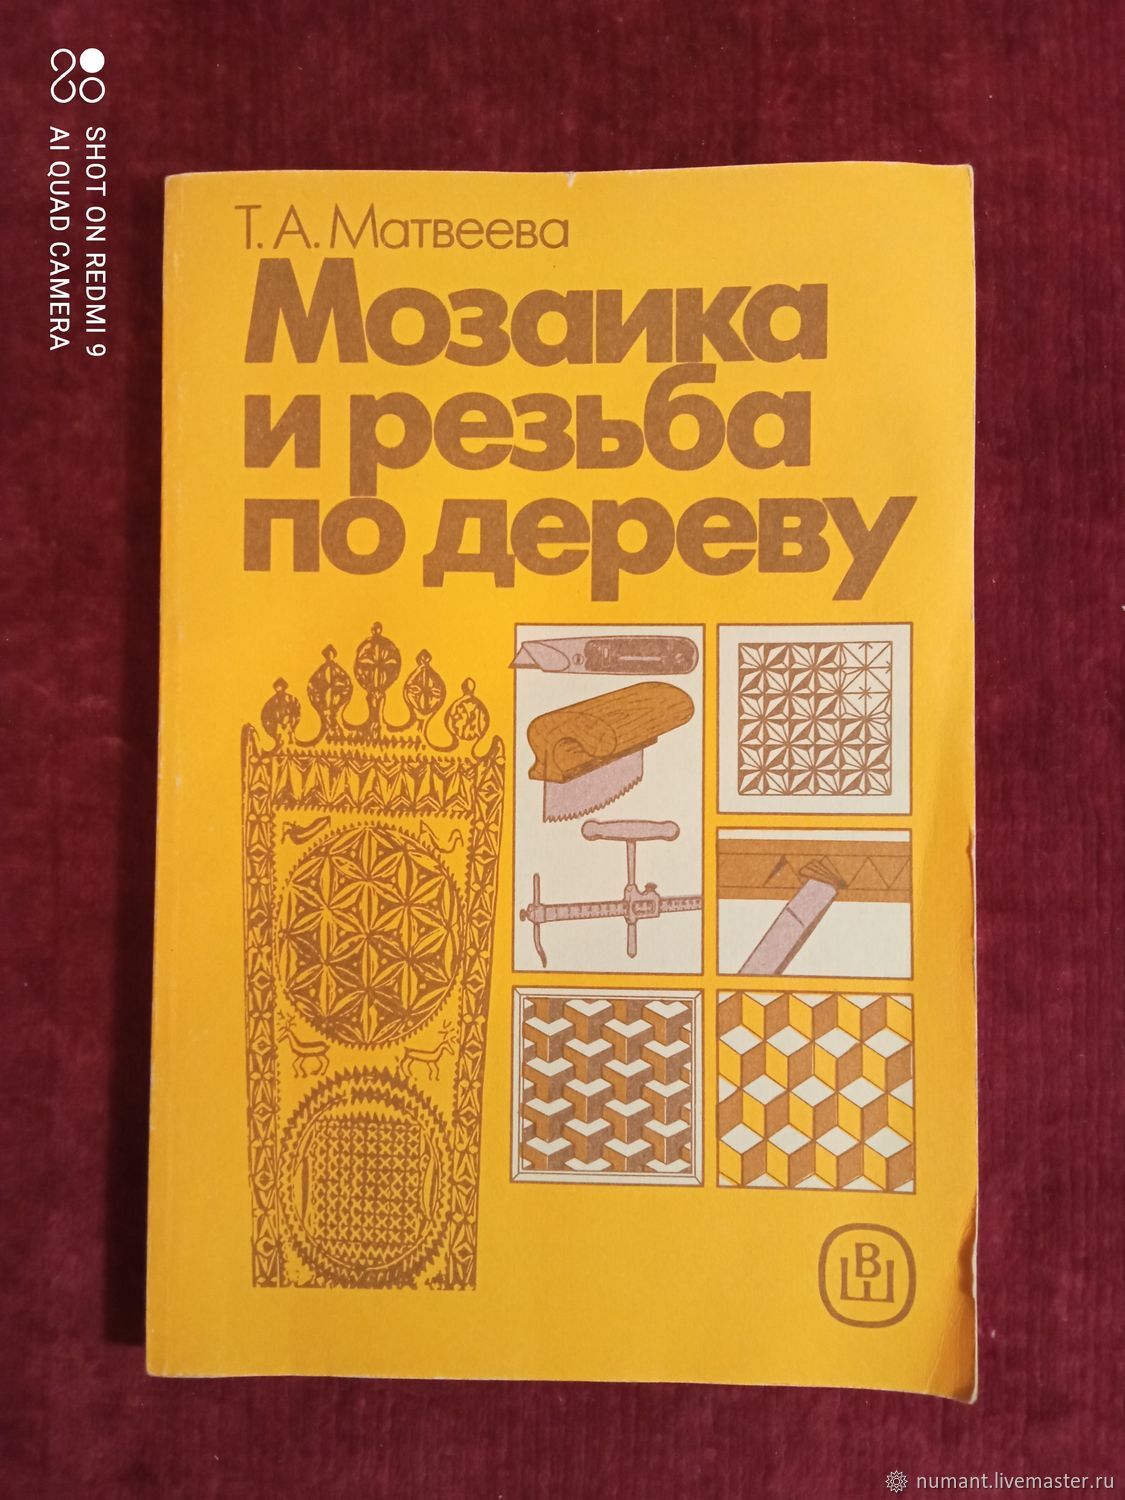 SHOT ON REDMI 9
AI QUAD CAMERA
Т. А. Матвеева
Мозаика
и резьба
по дереву
ВШ
numant.livemaster.ru